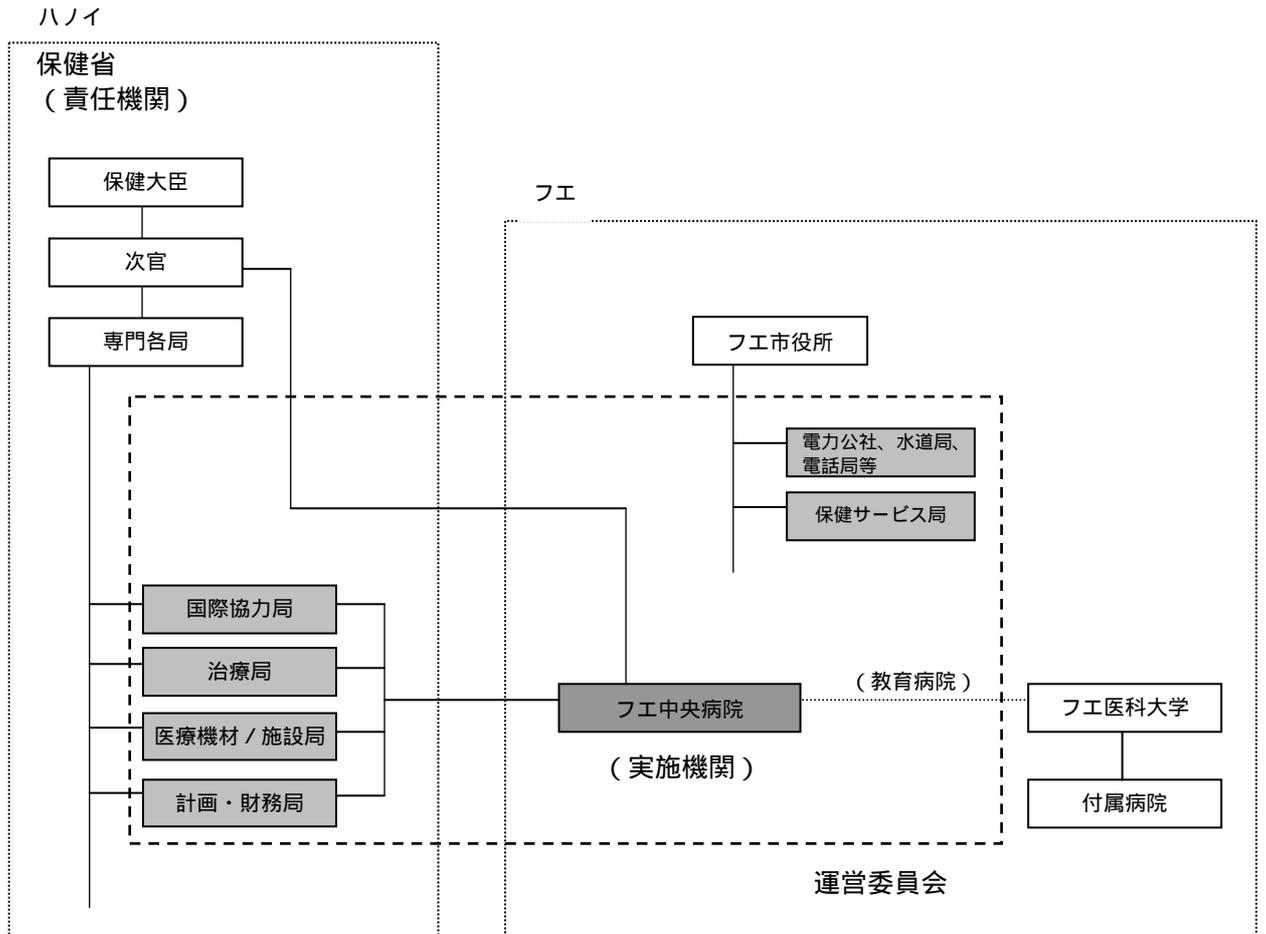 ハノイ
保健省
（責任機関）
保健大臣
次官
専門各局
フエ
フエ市役所
電力公社、水道局、
電話局等
保健サービス局
国際協力局
治療局
医療機材／施設局
計画・財務局
フエ中央病院
（実施機関）
（教育病院）
フエ医科大学
付属病院
運営委員会